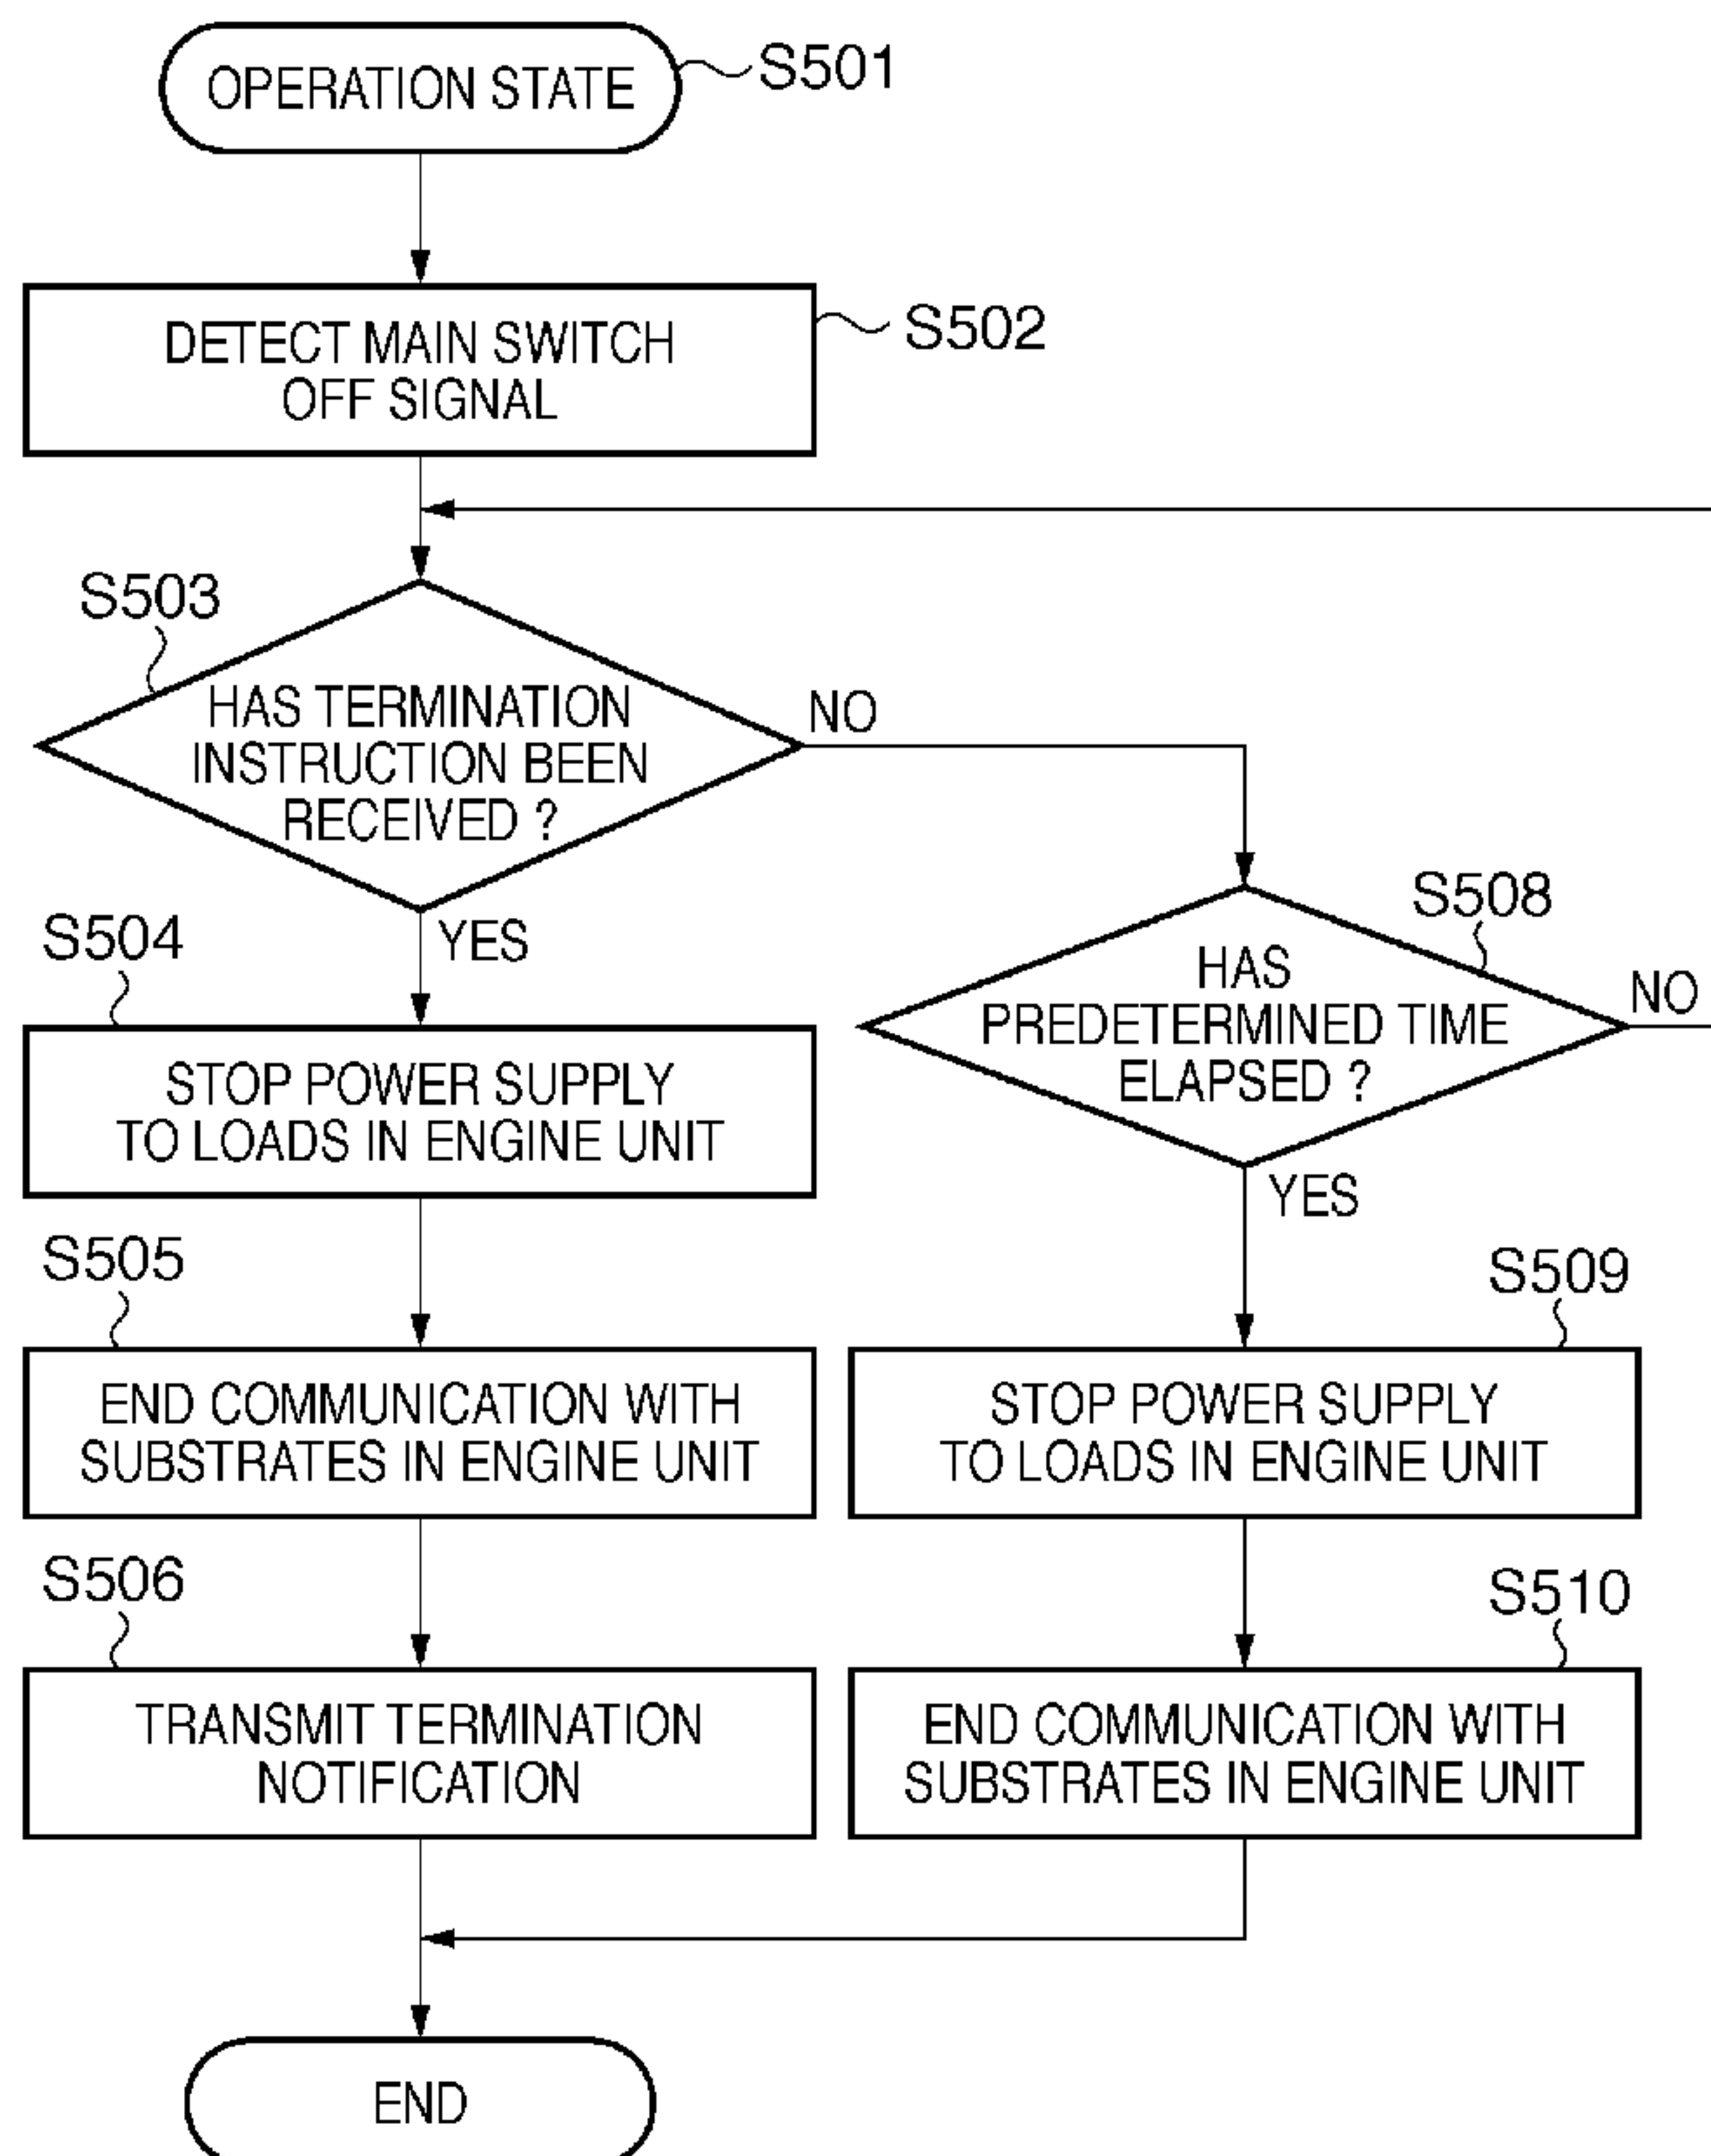 OPERATION STATE
S501
DETECT MAIN SWITCH
OFF SIGNAL
S502
S503
HAS TERMINATION
INSTRUCTION BEEN
RECEIVED ?
NO
YES
S504
STOP POWER SUPPLY
TO LOADS IN ENGINE UNIT
S505
END COMMUNICATION WITH
SUBSTRATES IN ENGINE UNIT
S506
TRANSMIT TERMINATION
NOTIFICATION
S508
HAS
PREDETERMINED TIME
ELAPSED ?
NO
YES
S509
STOP POWER SUPPLY
TO LOADS IN ENGINE UNIT
S510
END COMMUNICATION WITH
SUBSTRATES IN ENGINE UNIT
END